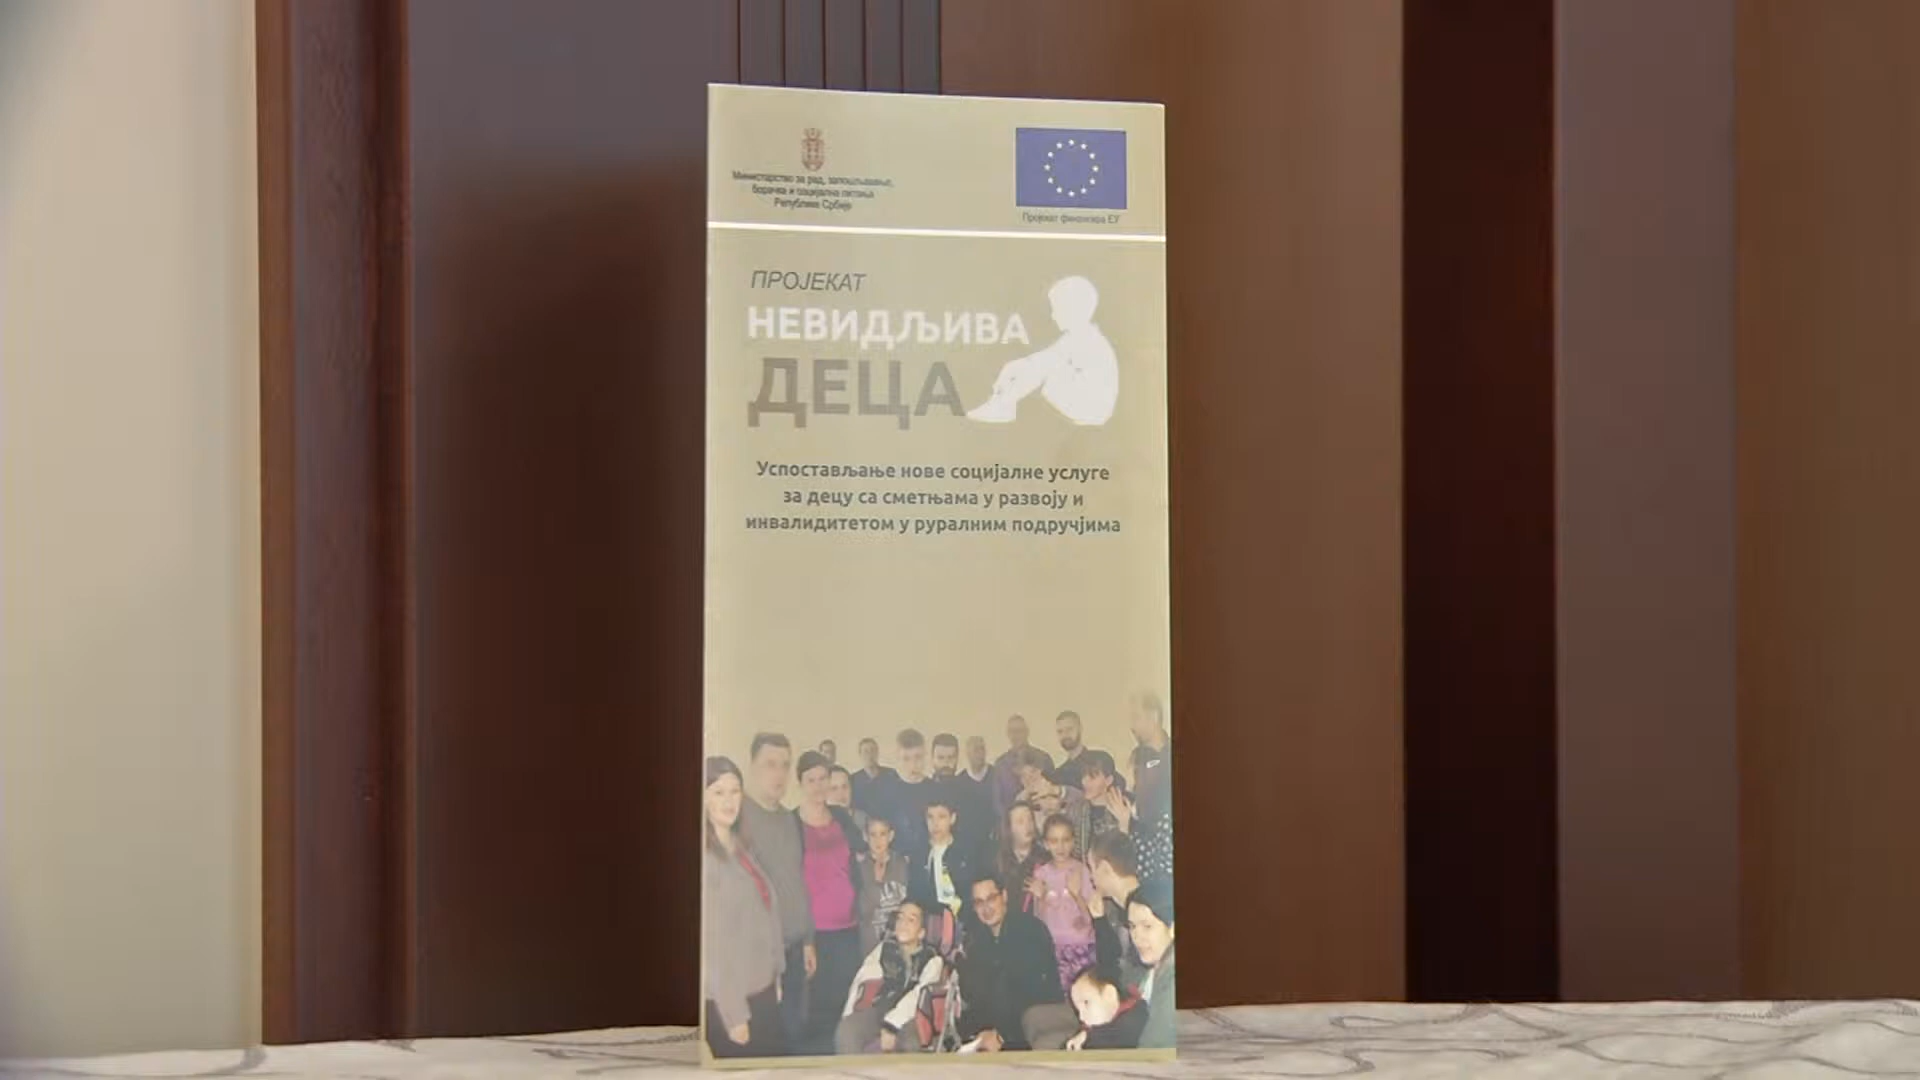 Министарство за рад, запошљавање,
борачка и социјална питања
Републике Србије
Пројекат финансира ЕУ
ПРОЈЕКАТ
НЕВИДЉИВА
ДЕЦА
Успостављање нове социјалне услуге
за децу са сметњама у развоју и
инвалидитетом у руралним подручјима